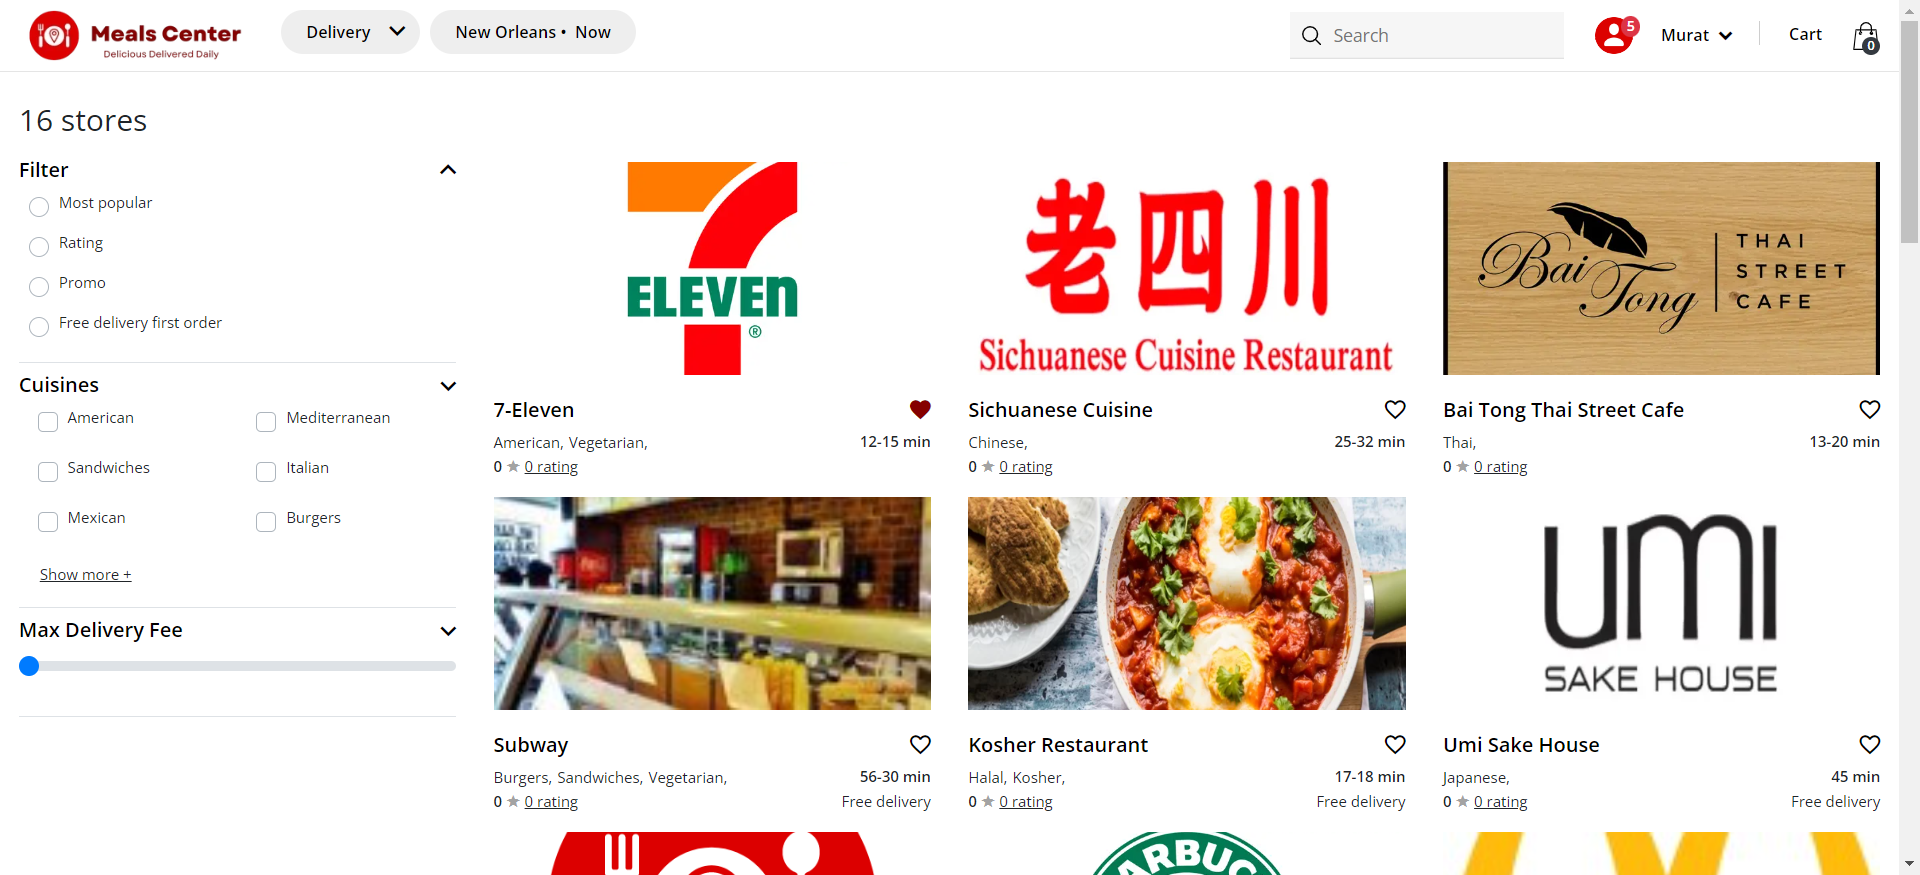 Meals Center
Delicious Delivered Daily
Delivery
New Orleans • Now
Search
5
Murat
Cart
0
16 stores
Filter
Most popular
Rating
Promo
Free delivery first order
Cuisines
American
Mediterranean
Sandwiches
Italian
Mexican
Burgers
Show more +
Max Delivery Fee
7
ELEVEn
®
7-Eleven
American, Vegetarian,
12-15 min
0 ★ 0 rating
老四川
Sichuanese Cuisine Restaurant
Sichuanese Cuisine
Chinese,
25-32 min
0 ★ 0 rating
Bai Tong
THAI
STREET
CAFE
Bai Tong Thai Street Cafe
Thai,
13-20 min
0 ★ 0 rating
Subway
Burgers, Sandwiches, Vegetarian,
56-30 min
0 ★ 0 rating
Free delivery
Kosher Restaurant
Halal, Kosher,
17-18 min
0 ★ 0 rating
Free delivery
umi
SAKE HOUSE
Umi Sake House
Japanese,
45 min
0 ★ 0 rating
Free delivery
ARBUC